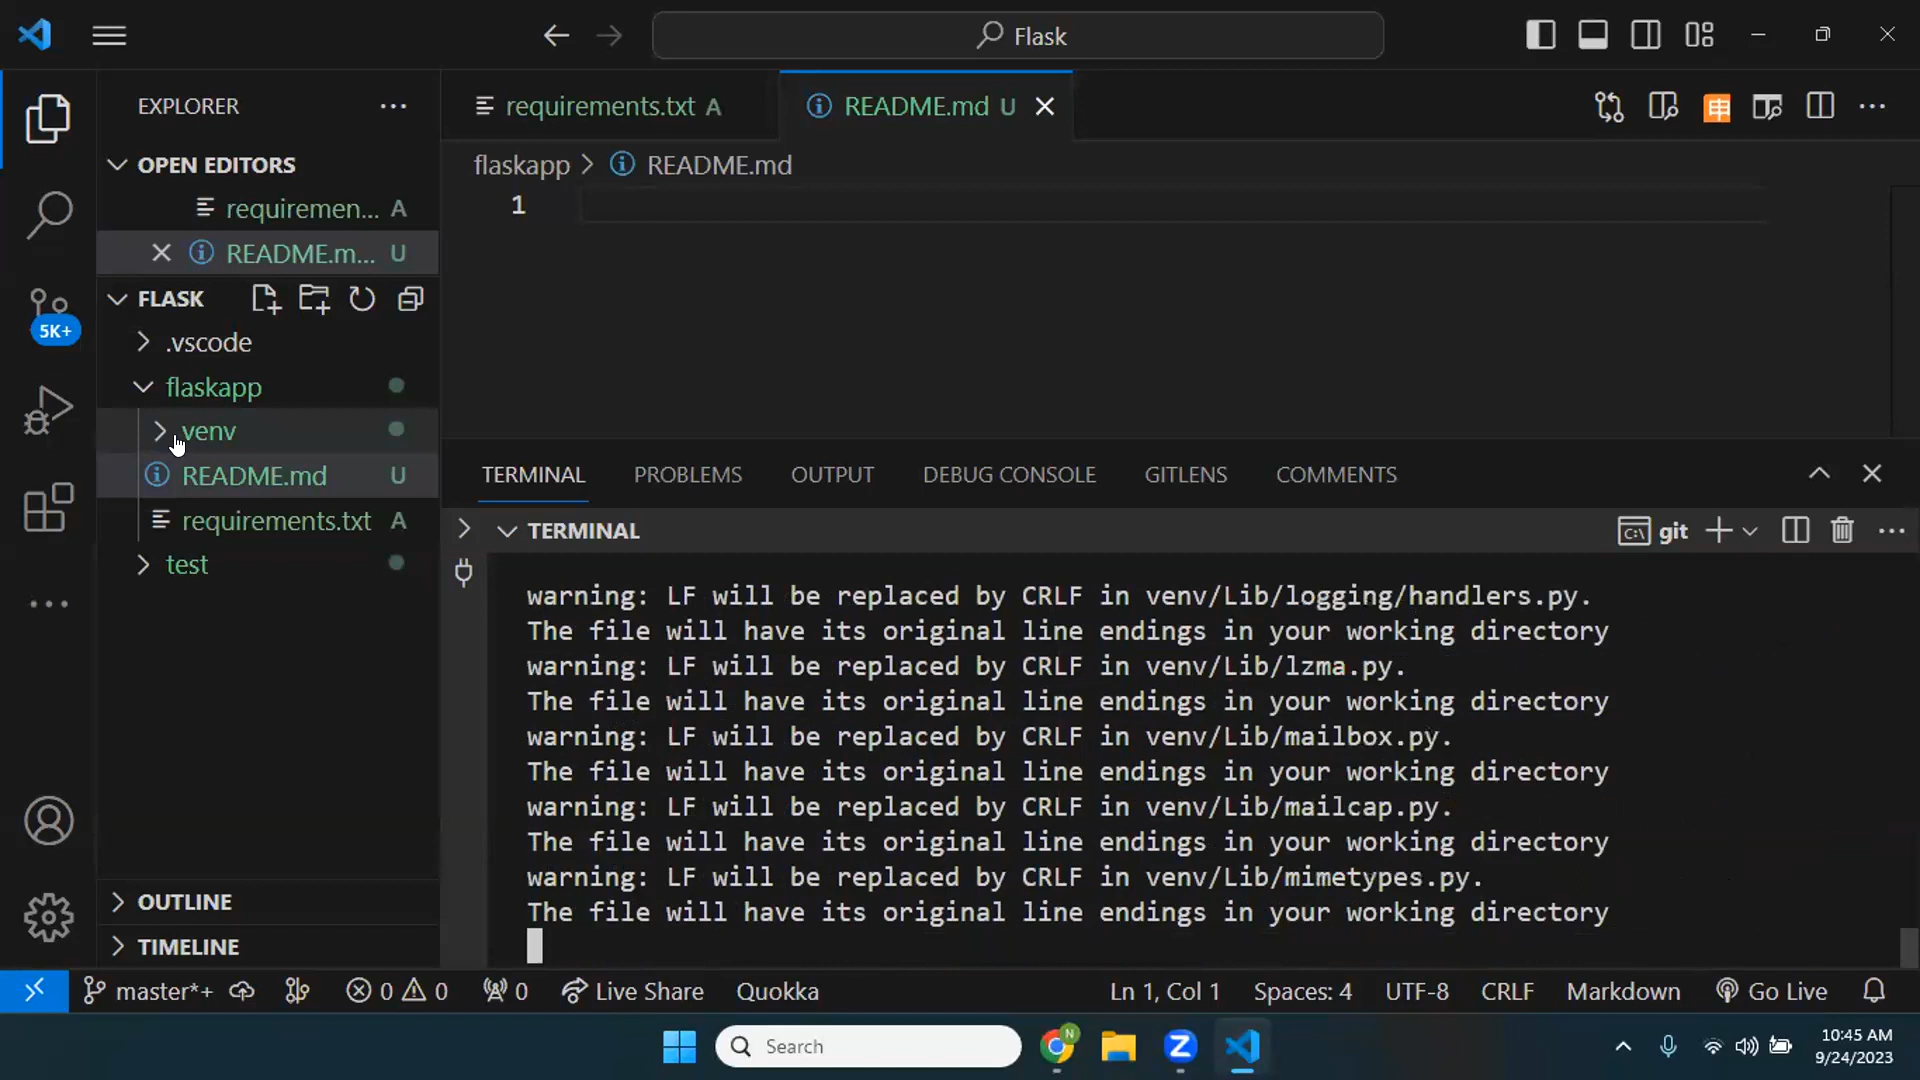 Flask
EXPLORER
OPEN EDITORS
requiremen... A
README.m... U
FLASK
.vscode
flaskapp
venv
README.md U
requirements.txt A
test
OUTLINE
TIMELINE
5K+
requirements.txt A
README.md U
flaskapp > README.md
1
TERMINAL PROBLEMS OUTPUT DEBUG CONSOLE GITLENS COMMENTS
TERMINAL
git
warning: LF will be replaced by CRLF in venv/Lib/logging/handlers.py.
The file will have its original line endings in your working directory
warning: LF will be replaced by CRLF in venv/Lib/lzma.py.
The file will have its original line endings in your working directory
warning: LF will be replaced by CRLF in venv/Lib/mailbox.py.
The file will have its original line endings in your working directory
warning: LF will be replaced by CRLF in venv/Lib/mailcap.py.
The file will have its original line endings in your working directory
warning: LF will be replaced by CRLF in venv/Lib/mimetypes.py.
The file will have its original line endings in your working directory
master*+ 0 0 0 Live Share Quokka Ln 1, Col 1 Spaces: 4 UTF-8 CRLF Markdown Go Live
Search
N
Z
10:45 AM
9/24/2023